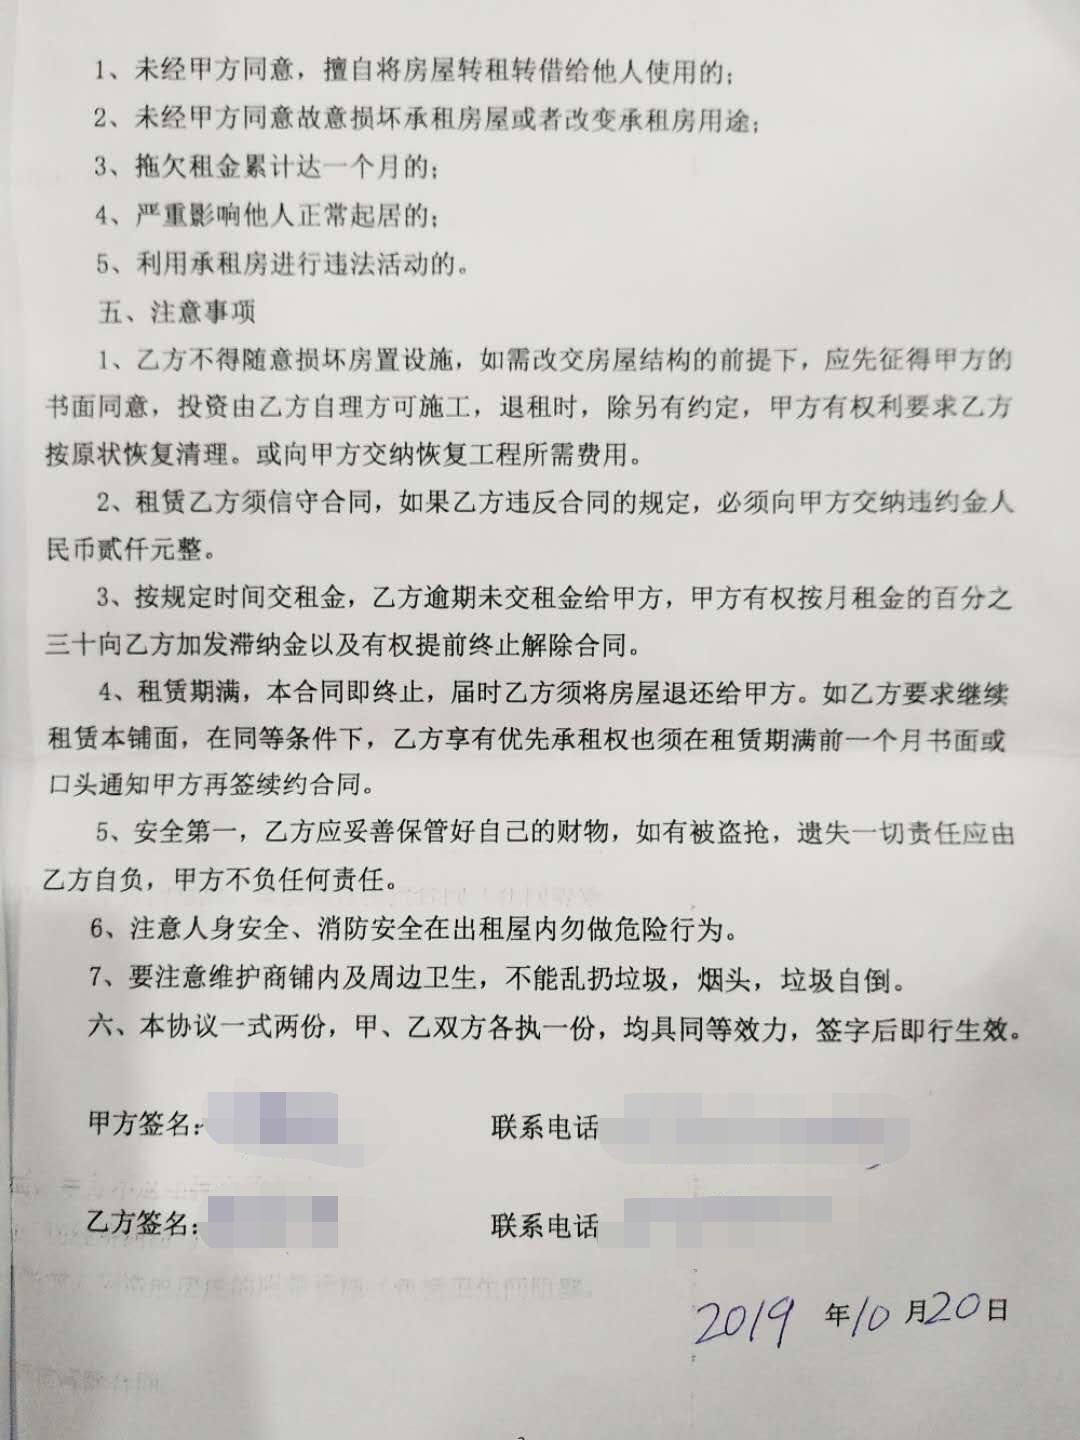 1、未经甲方同意，擅自将房屋转租转借给他人使用的；
2、未经甲方同意故意损坏承租房屋或者改变承租房用途；
3、拖欠租金累计达一个月的；
4、严重影响他人正常起居的；
5、利用承租房进行违法活动的。
五、注意事项
1、乙方不得随意损坏房置设施，如需改交房屋结构的前提下，应先征得甲方的
书面同意，投资由乙方自理方可施工，退租时，除另有约定，甲方有权利要求乙方
按原状恢复清理。或向甲方交纳恢复工程所需费用。
2、租赁乙方须信守合同，如果乙方违反合同的规定，必须向甲方交纳违约金人
民币贰仟元整。
3、按规定时间交租金，乙方逾期未交租金给甲方，甲方有权按月租金的百分之
三十向乙方加发滞纳金以及有权提前终止解除合同。
4、租赁期满，本合同即终止，届时乙方须将房屋退还给甲方。如乙方要求继续
租赁本铺面，在同等条件下，乙方享有优先承租权也须在租赁期满前一个月书面或
口头通知甲方再签续约合同。
5、安全第一，乙方应妥善保管好自己的财物，如有被盗抢，遗失一切责任应由
乙方自负，甲方不负任何责任。
6、注意人身安全、消防安全在出租屋内勿做危险行为。
7、要注意维护商铺内及周边卫生，不能乱扔垃圾，烟头，垃圾自倒。
六、本协议一式两份，甲、乙双方各执一份，均具同等效力，签字后即行生效。
甲方签名： 联系电话
乙方签名： 联系电话
2019 年10月20日